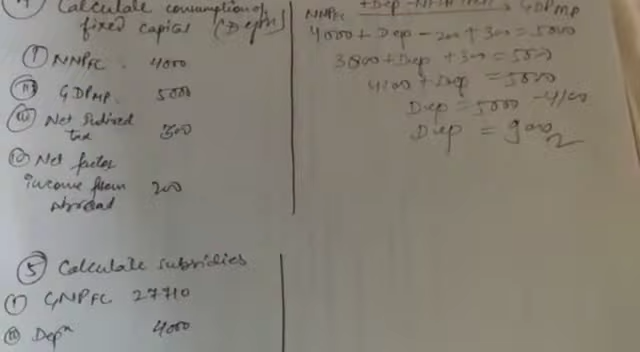 Calculate consumption of
fixed capital (Depn)
(i) NNPFC 4000
(ii) GDPMP 5000
(iii) Net Indirect
tax 300
(iv) Net factor
income from 200
abroad
NNPFC +Dep-NFIA GDPMP
4000 + Dep - 200 + 300 = 5000
3800 + Dep + 300 = 5000
4100 + Dep = 5000
Dep = 5000 - 4100
Dep = 900
(5) Calculate subsidies
(i) GNPFC 27710
(ii) Depn 4000